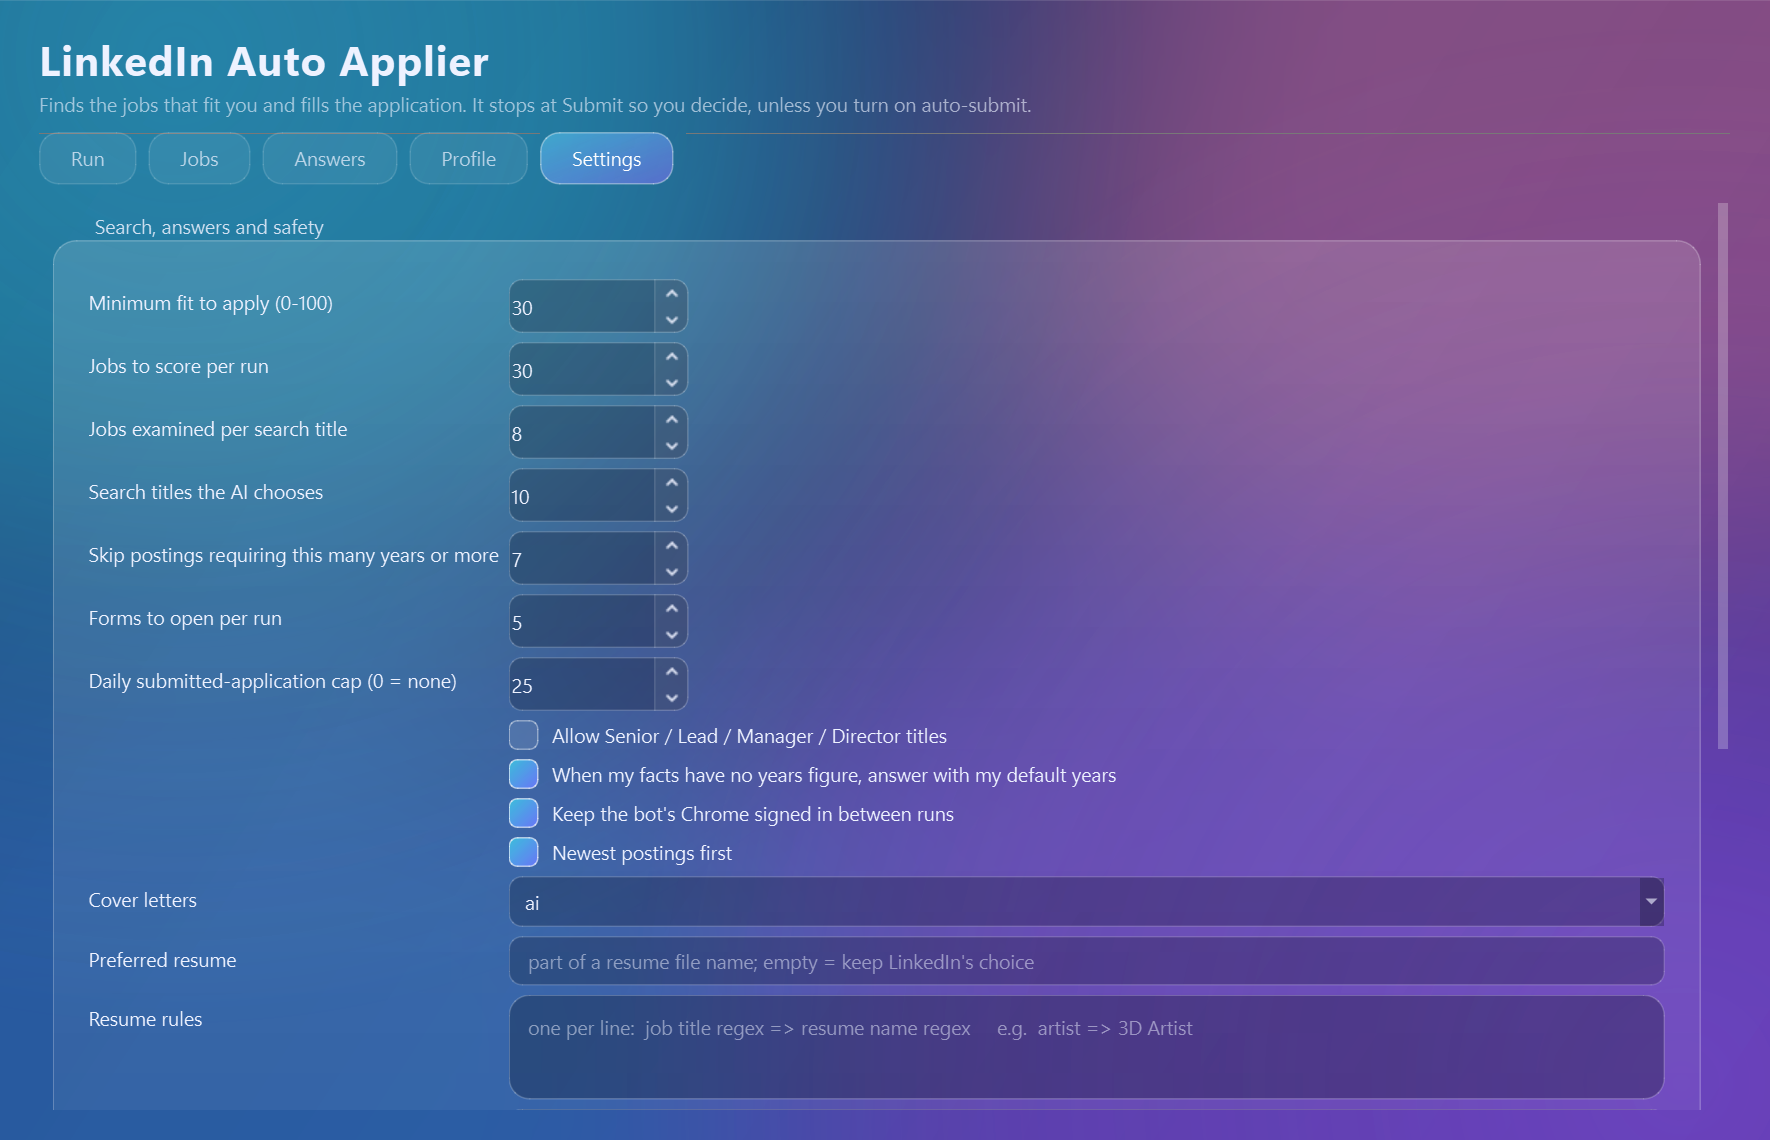 LinkedIn Auto Applier
Finds the jobs that fit you and fills the application. It stops at Submit so you decide, unless you turn on auto-submit.
Run Jobs Answers Profile Settings
Search, answers and safety
Minimum fit to apply (0-100) 30
Jobs to score per run 30
Jobs examined per search title 8
Search titles the AI chooses 10
Skip postings requiring this many years or more 7
Forms to open per run 5
Daily submitted-application cap (0 = none) 25
Allow Senior / Lead / Manager / Director titles
When my facts have no years figure, answer with my default years
Keep the bot's Chrome signed in between runs
Newest postings first
Cover letters ai
Preferred resume part of a resume file name; empty = keep LinkedIn's choice
Resume rules one per line: job title regex => resume name regex e.g. artist => 3D Artist